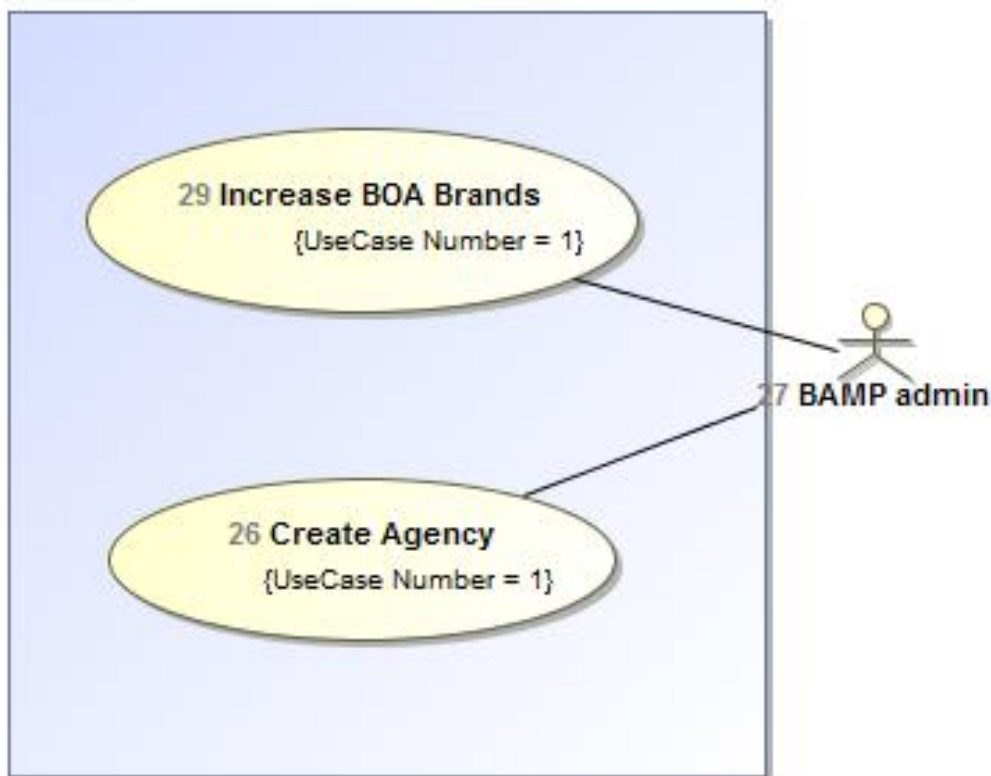 29 Increase BOA Brands
{UseCase Number = 1}
27 BAMP admin
26 Create Agency
{UseCase Number = 1}